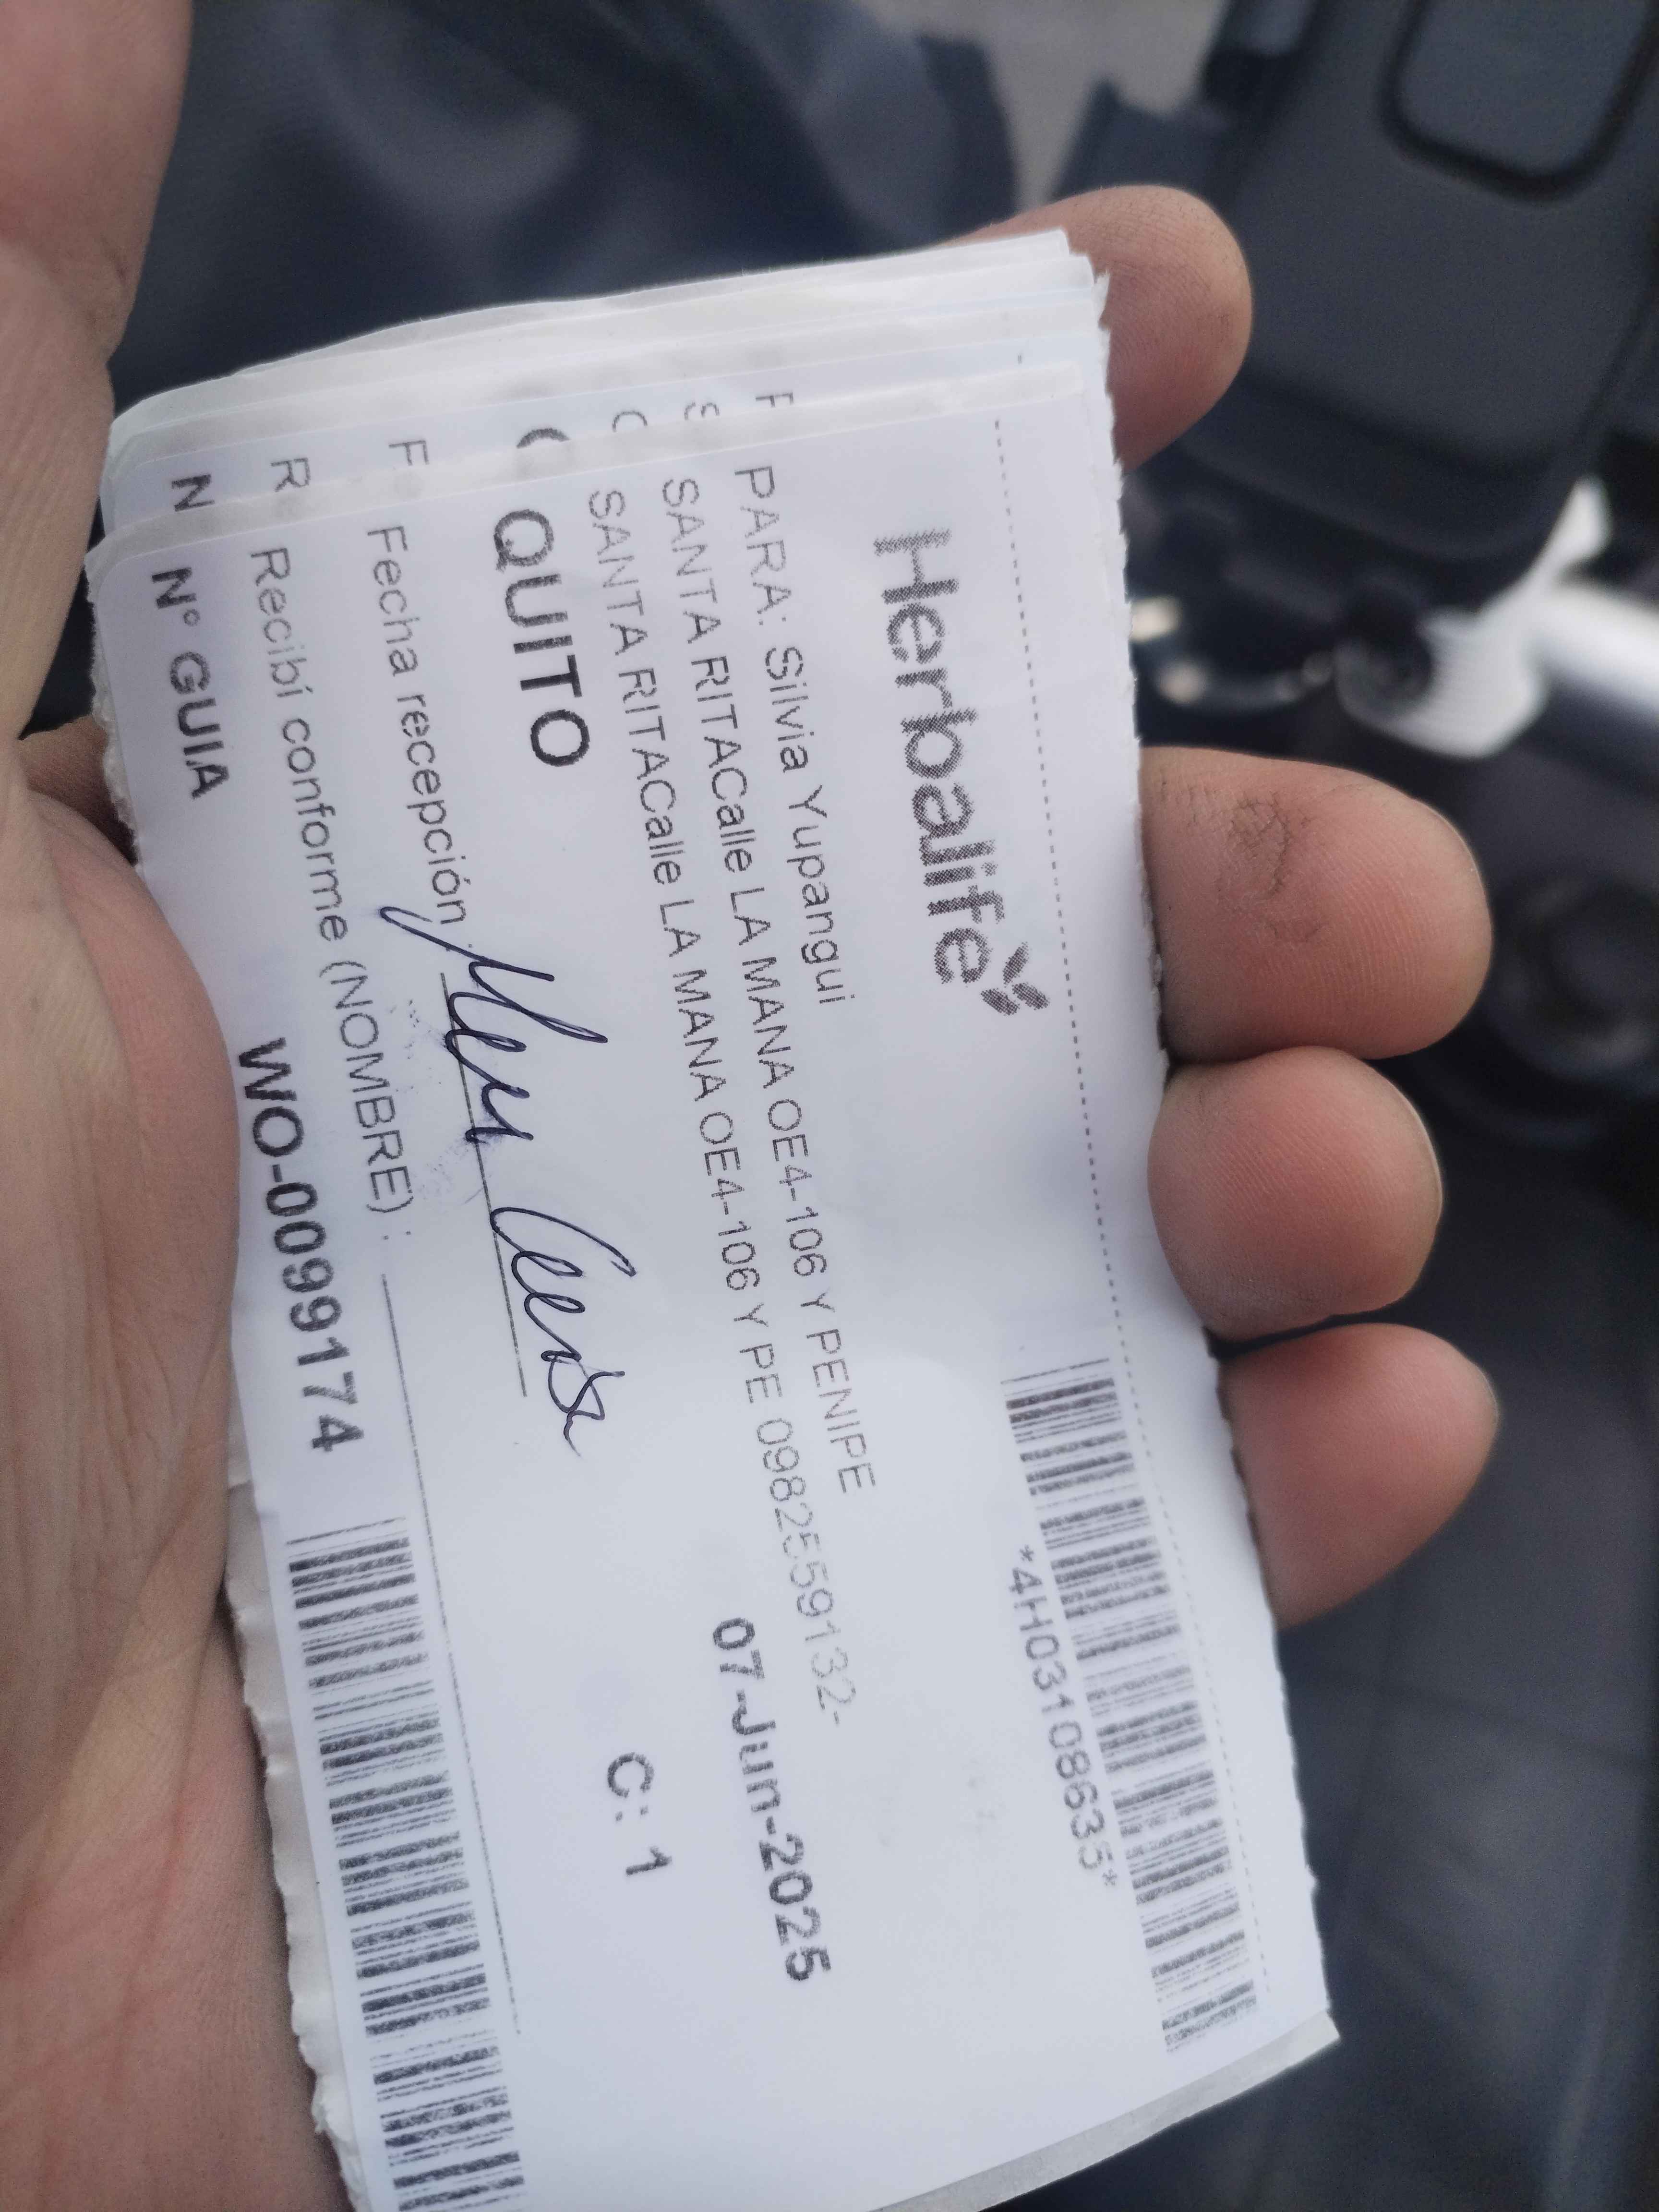 Herbalife
*4H03108635*
PARA: Silvia Yupangui
SANTA RITACalle LA MANA OE4-106 Y PENIPE
SANTA RITACalle LA MANA OE4-106 Y PE 0982559132-
07-Jun-2025
QUITO
C: 1
Fecha recepción
Recibí conforme (NOMBRE) :
N° GUIA WO-0099174
F
S
C
F
R
N